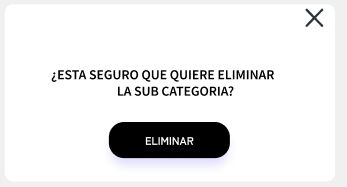 ¿ESTA SEGURO QUE QUIERE ELIMINAR
LA SUB CATEGORIA?
ELIMINAR